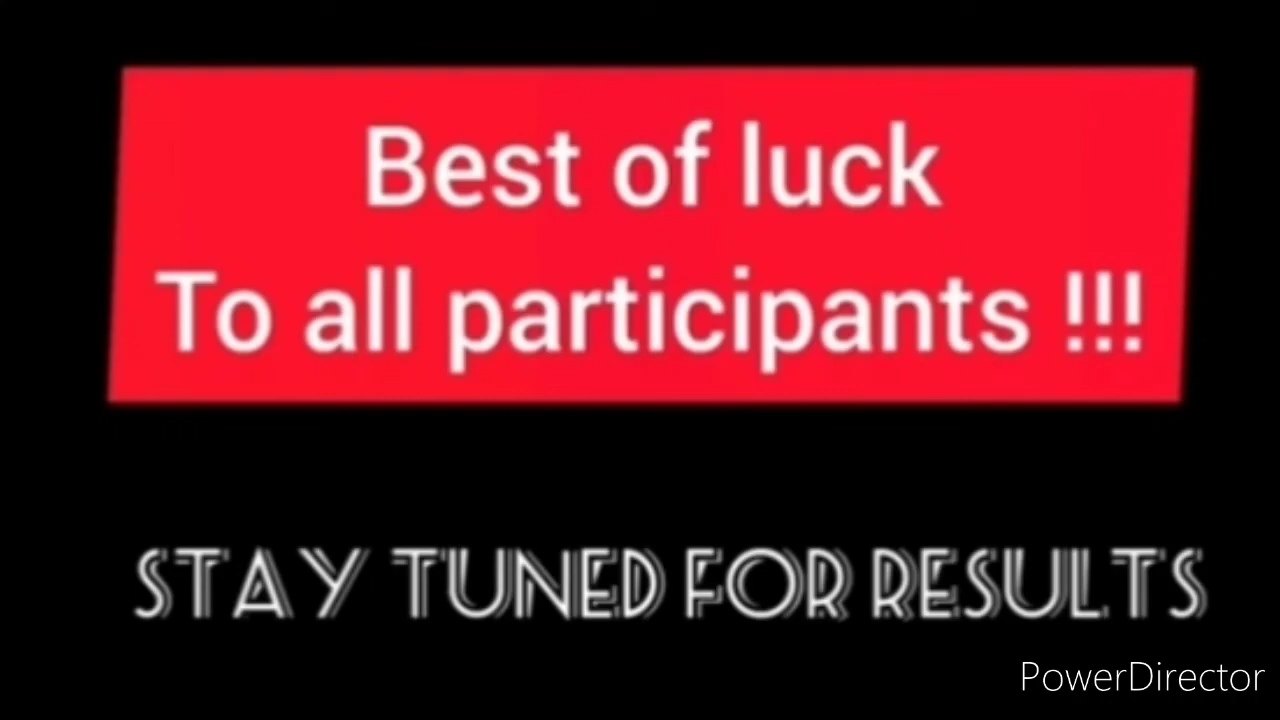 Best of luck
To all participants !!!
STAY TUNED FOR RESULTS
PowerDirector